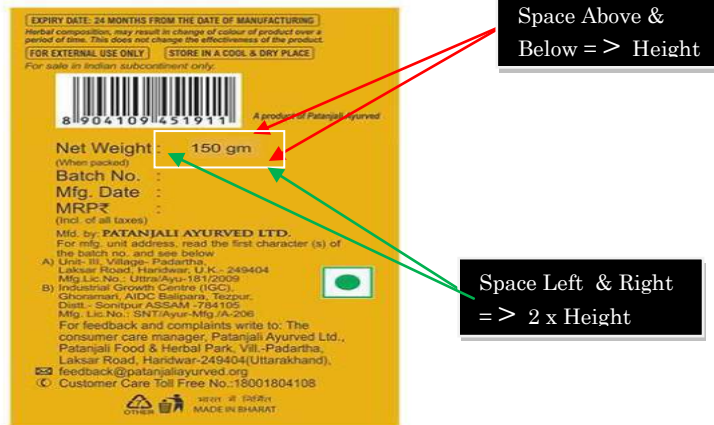 EXPIRY DATE: 24 MONTHS FROM THE DATE OF MANUFACTURING
Herbal composition, may result in change of colour of product over a
period of time. This does not change the effectiveness of the product.
FOR EXTERNAL USE ONLY STORE IN A COOL & DRY PLACE
For sale in Indian subcontinent only.
8 904109 451911
A product of Patanjali Ayurved
Net Weight : 150 gm
(When packed)
Batch No. :
Mfg. Date :
MRP₹ :
(Incl. of all taxes)
Mfd. by: PATANJALI AYURVED LTD.
For mfg. unit address, read the first character (s) of
the batch no. and see below
A) Unit- III, Village- Padartha,
Laksar Road, Haridwar, U.K.- 249404
Mfg.Lic.No.: Uttra/Ayu-181/2009
B) Industrial Growth Centre (IGC),
Ghoramari, AIDC Balipara, Tezpur,
Distt.- Sonitpur ASSAM -784105
Mfg. Lic.No.: SNT/Ayur-Mfg./A-206
For feedback and complaints write to: The
consumer care manager, Patanjali Ayurved Ltd.,
Patanjali Food & Herbal Park, Vill.-Padartha,
Laksar Road, Haridwar-249404(Uttarakhand),
feedback@patanjaliayurved.org
Customer Care Toll Free No.:18001804108
7
OTHER
भारत में निर्मित
MADE IN BHARAT
Space Above &
Below = > Height
Space Left & Right
= > 2 x Height